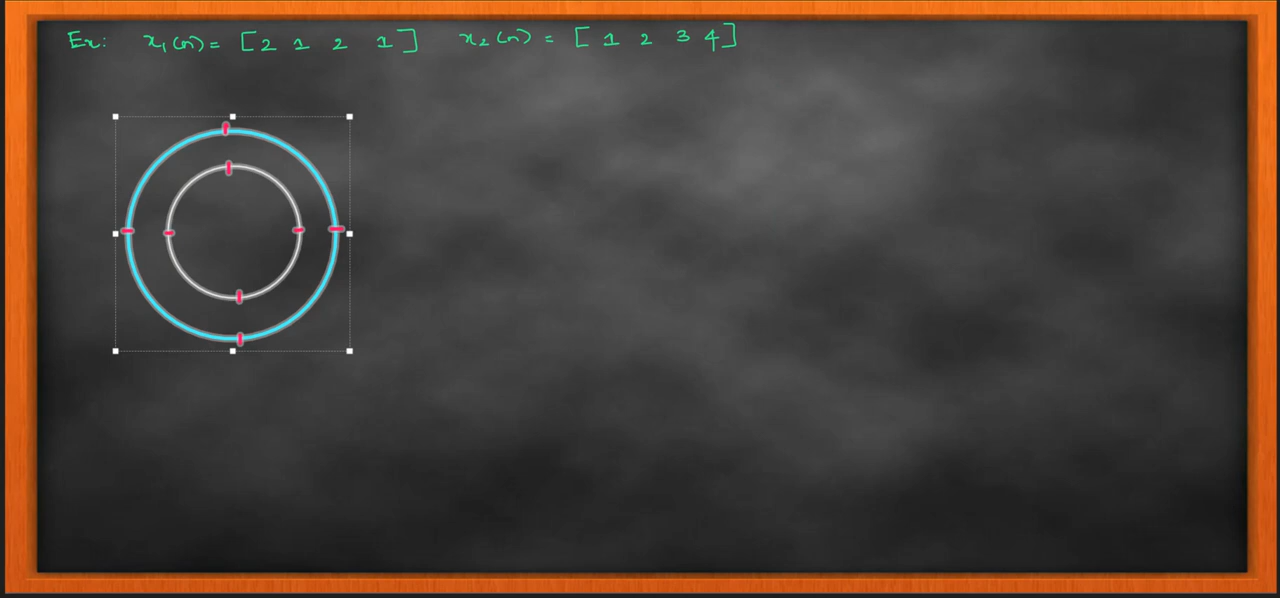 Ex: x₁(n) = [2 1 2 1] x₂(n) = [1 2 3 4]